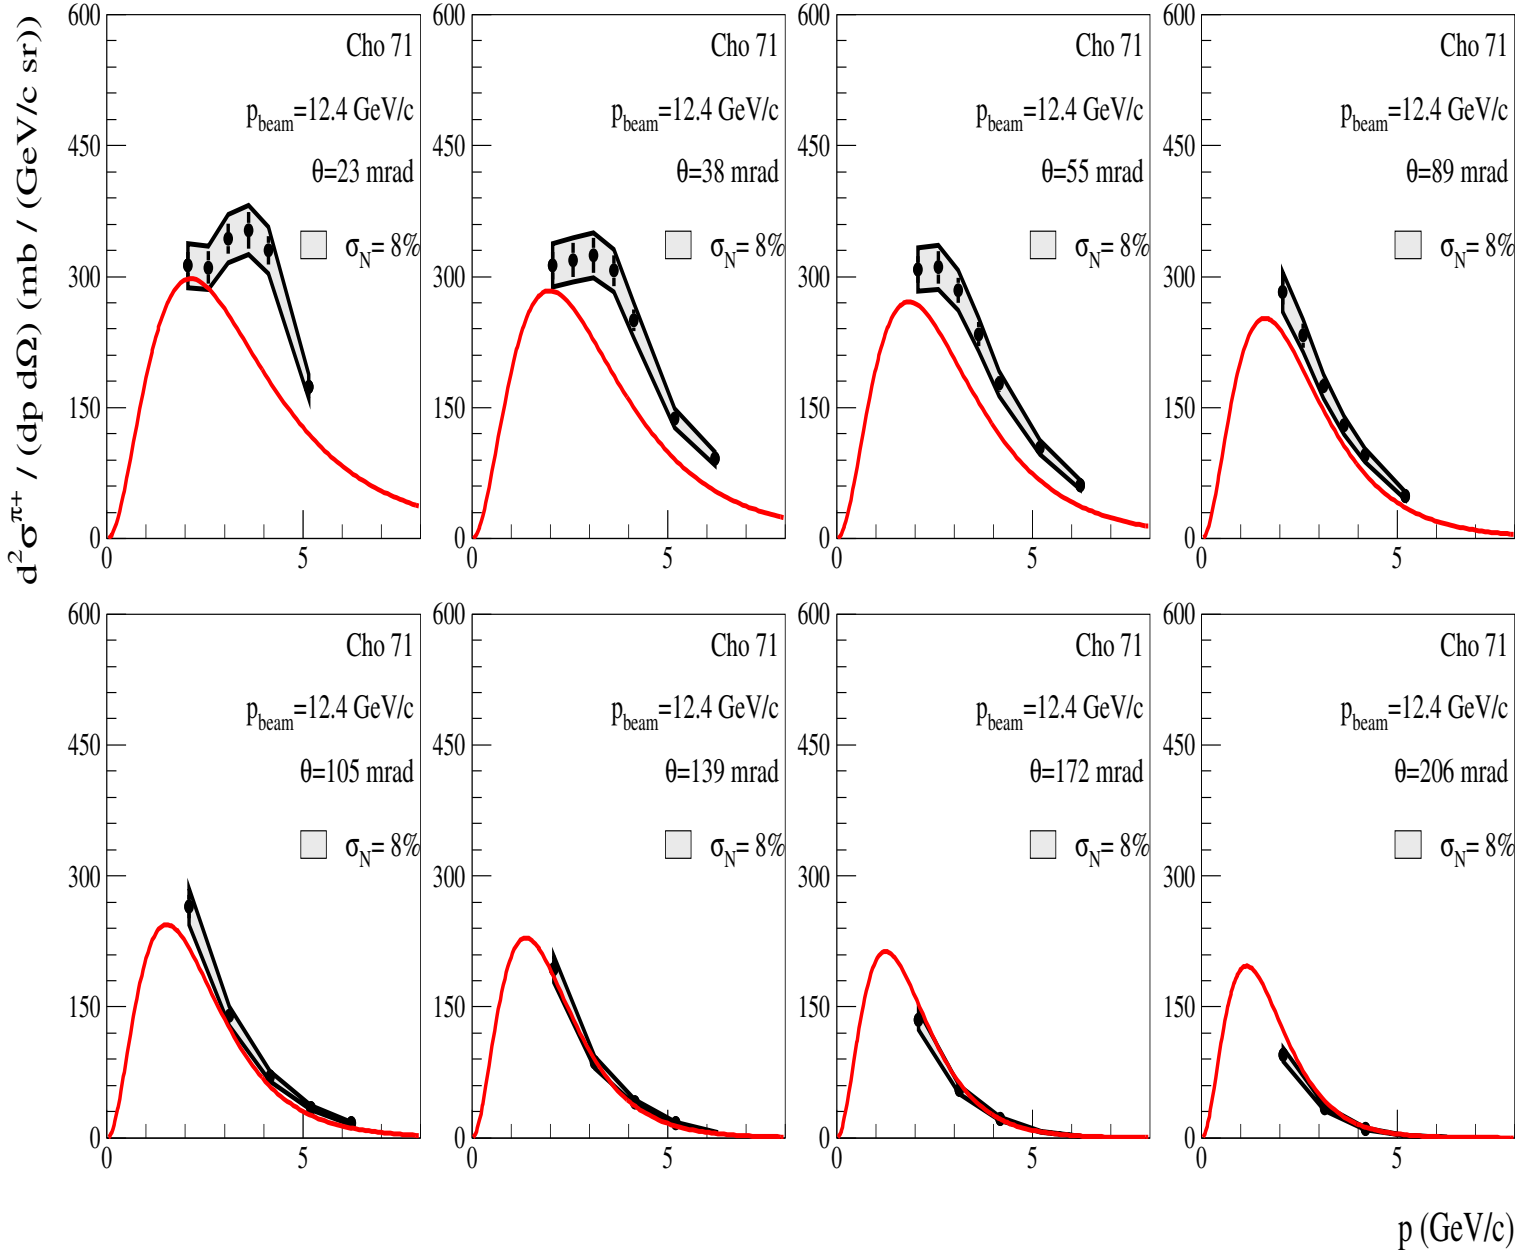 d²σ^π+ / (dp dΩ) (mb / (GeV/c sr))
600
450
300
150
0
0 5
Cho 71
p_beam=12.4 GeV/c
θ=23 mrad
σ_N= 8%
600
450
300
150
0
0 5
Cho 71
p_beam=12.4 GeV/c
θ=38 mrad
σ_N= 8%
600
450
300
150
0
0 5
Cho 71
p_beam=12.4 GeV/c
θ=55 mrad
σ_N= 8%
600
450
300
150
0
0 5
Cho 71
p_beam=12.4 GeV/c
θ=89 mrad
σ_N= 8%
600
450
300
150
0
0 5
Cho 71
p_beam=12.4 GeV/c
θ=105 mrad
σ_N= 8%
600
450
300
150
0
0 5
Cho 71
p_beam=12.4 GeV/c
θ=139 mrad
σ_N= 8%
600
450
300
150
0
0 5
Cho 71
p_beam=12.4 GeV/c
θ=172 mrad
σ_N= 8%
600
450
300
150
0
0 5
Cho 71
p_beam=12.4 GeV/c
θ=206 mrad
σ_N= 8%
p (GeV/c)